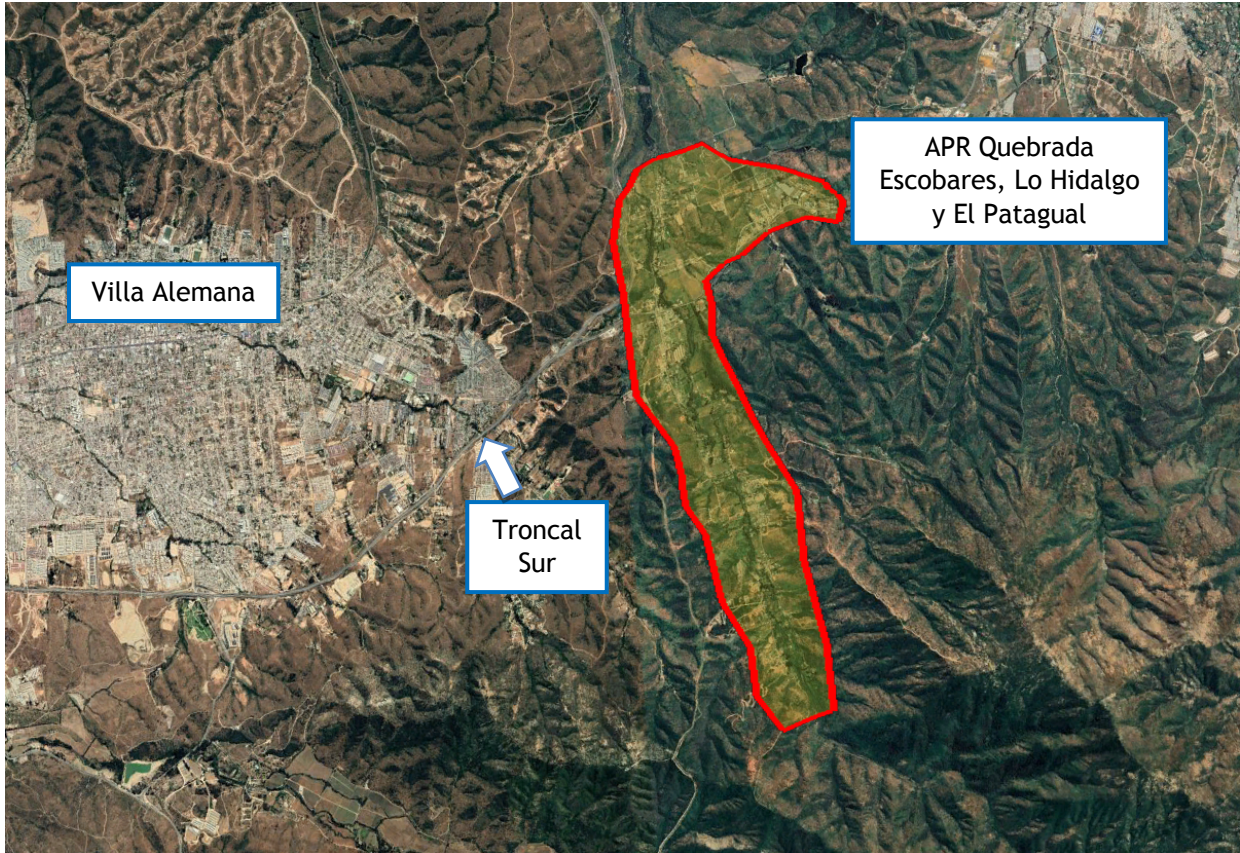 APR Quebrada
Escobares, Lo Hidalgo
y El Patagual
Villa Alemana
Troncal
Sur